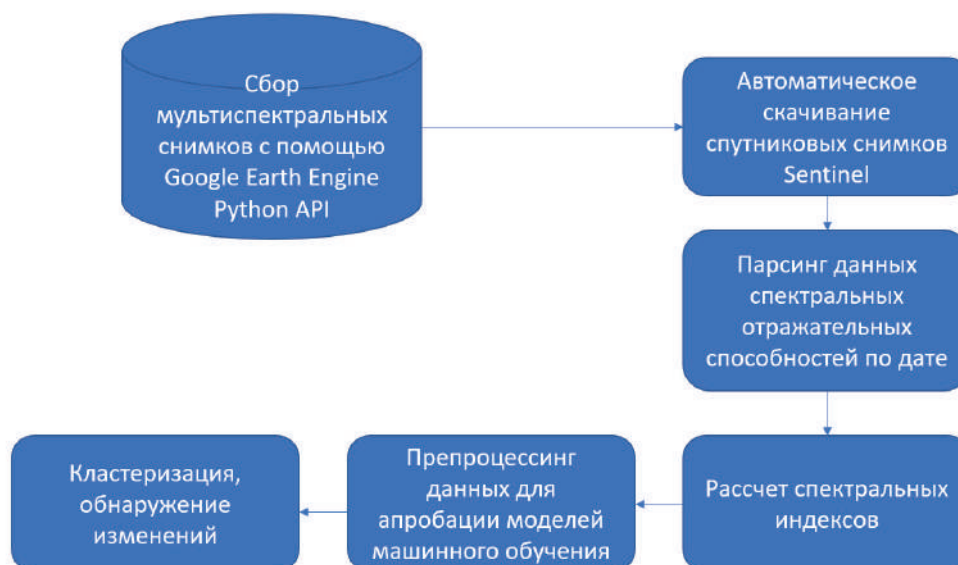 Сбор
мультиспектральных
снимков с помощью
Google Earth Engine
Python API
Автоматическое
скачивание
спутниковых снимков
Sentinel
Парсинг данных
спектральных
отражательных
способностей по дате
Рассчет спектральных
индексов
Препроцессинг
данных для
апробации моделей
машинного обучения
Кластеризация,
обнаружение
изменений